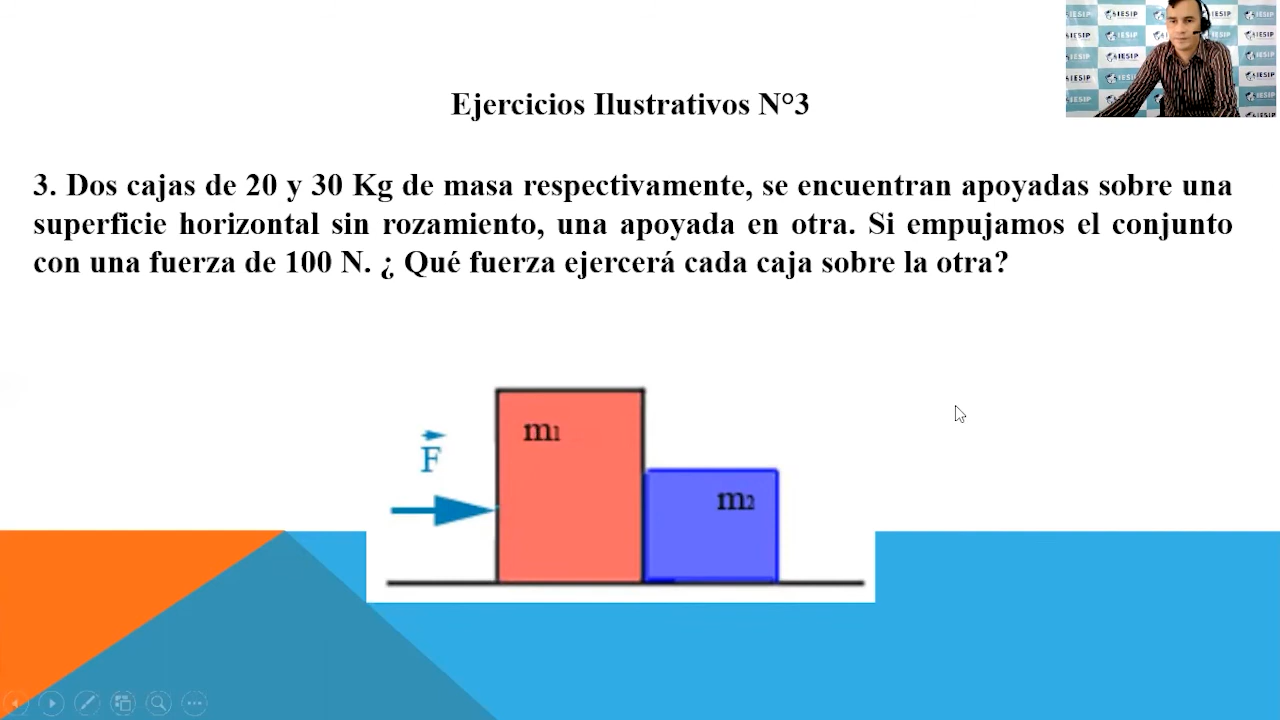 Ejercicios Ilustrativos N°3
3. Dos cajas de 20 y 30 Kg de masa respectivamente, se encuentran apoyadas sobre una
superficie horizontal sin rozamiento, una apoyada en otra. Si empujamos el conjunto
con una fuerza de 100 N. ¿ Qué fuerza ejercerá cada caja sobre la otra?
F
m1
m2
IESIP